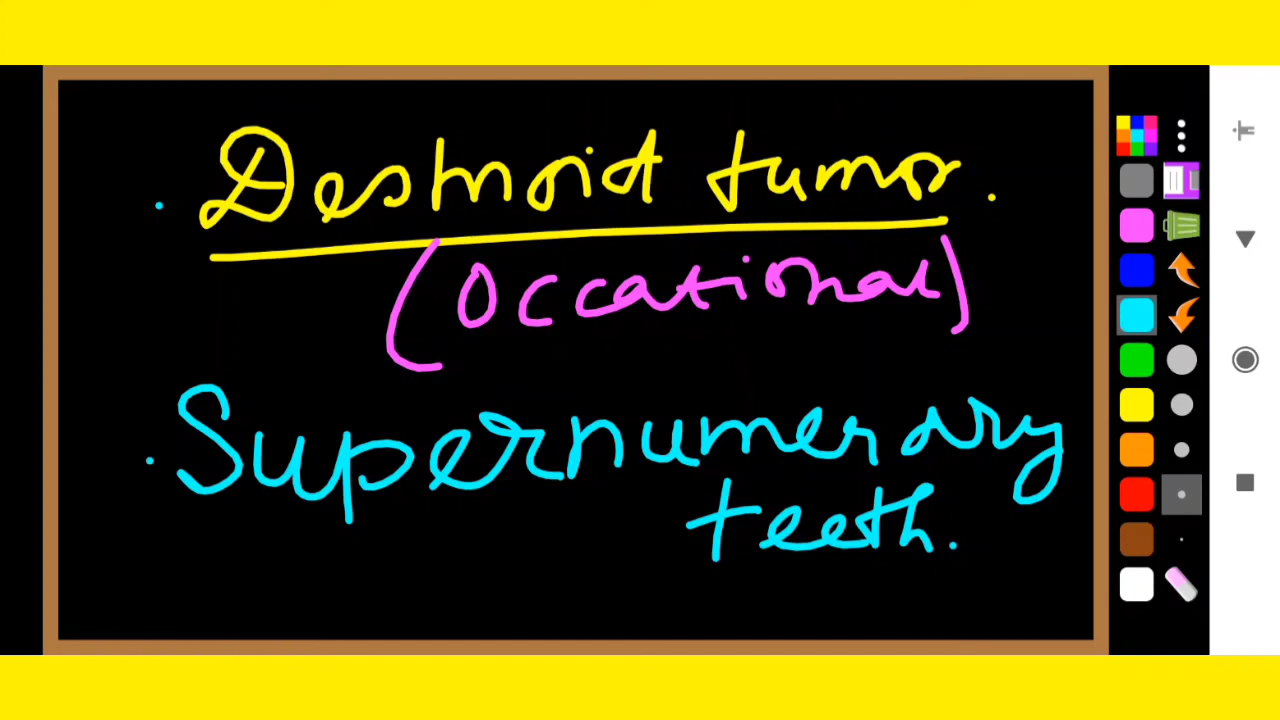 . Desmoid tumor.
(Occational)
. Supernumerary
teeth.